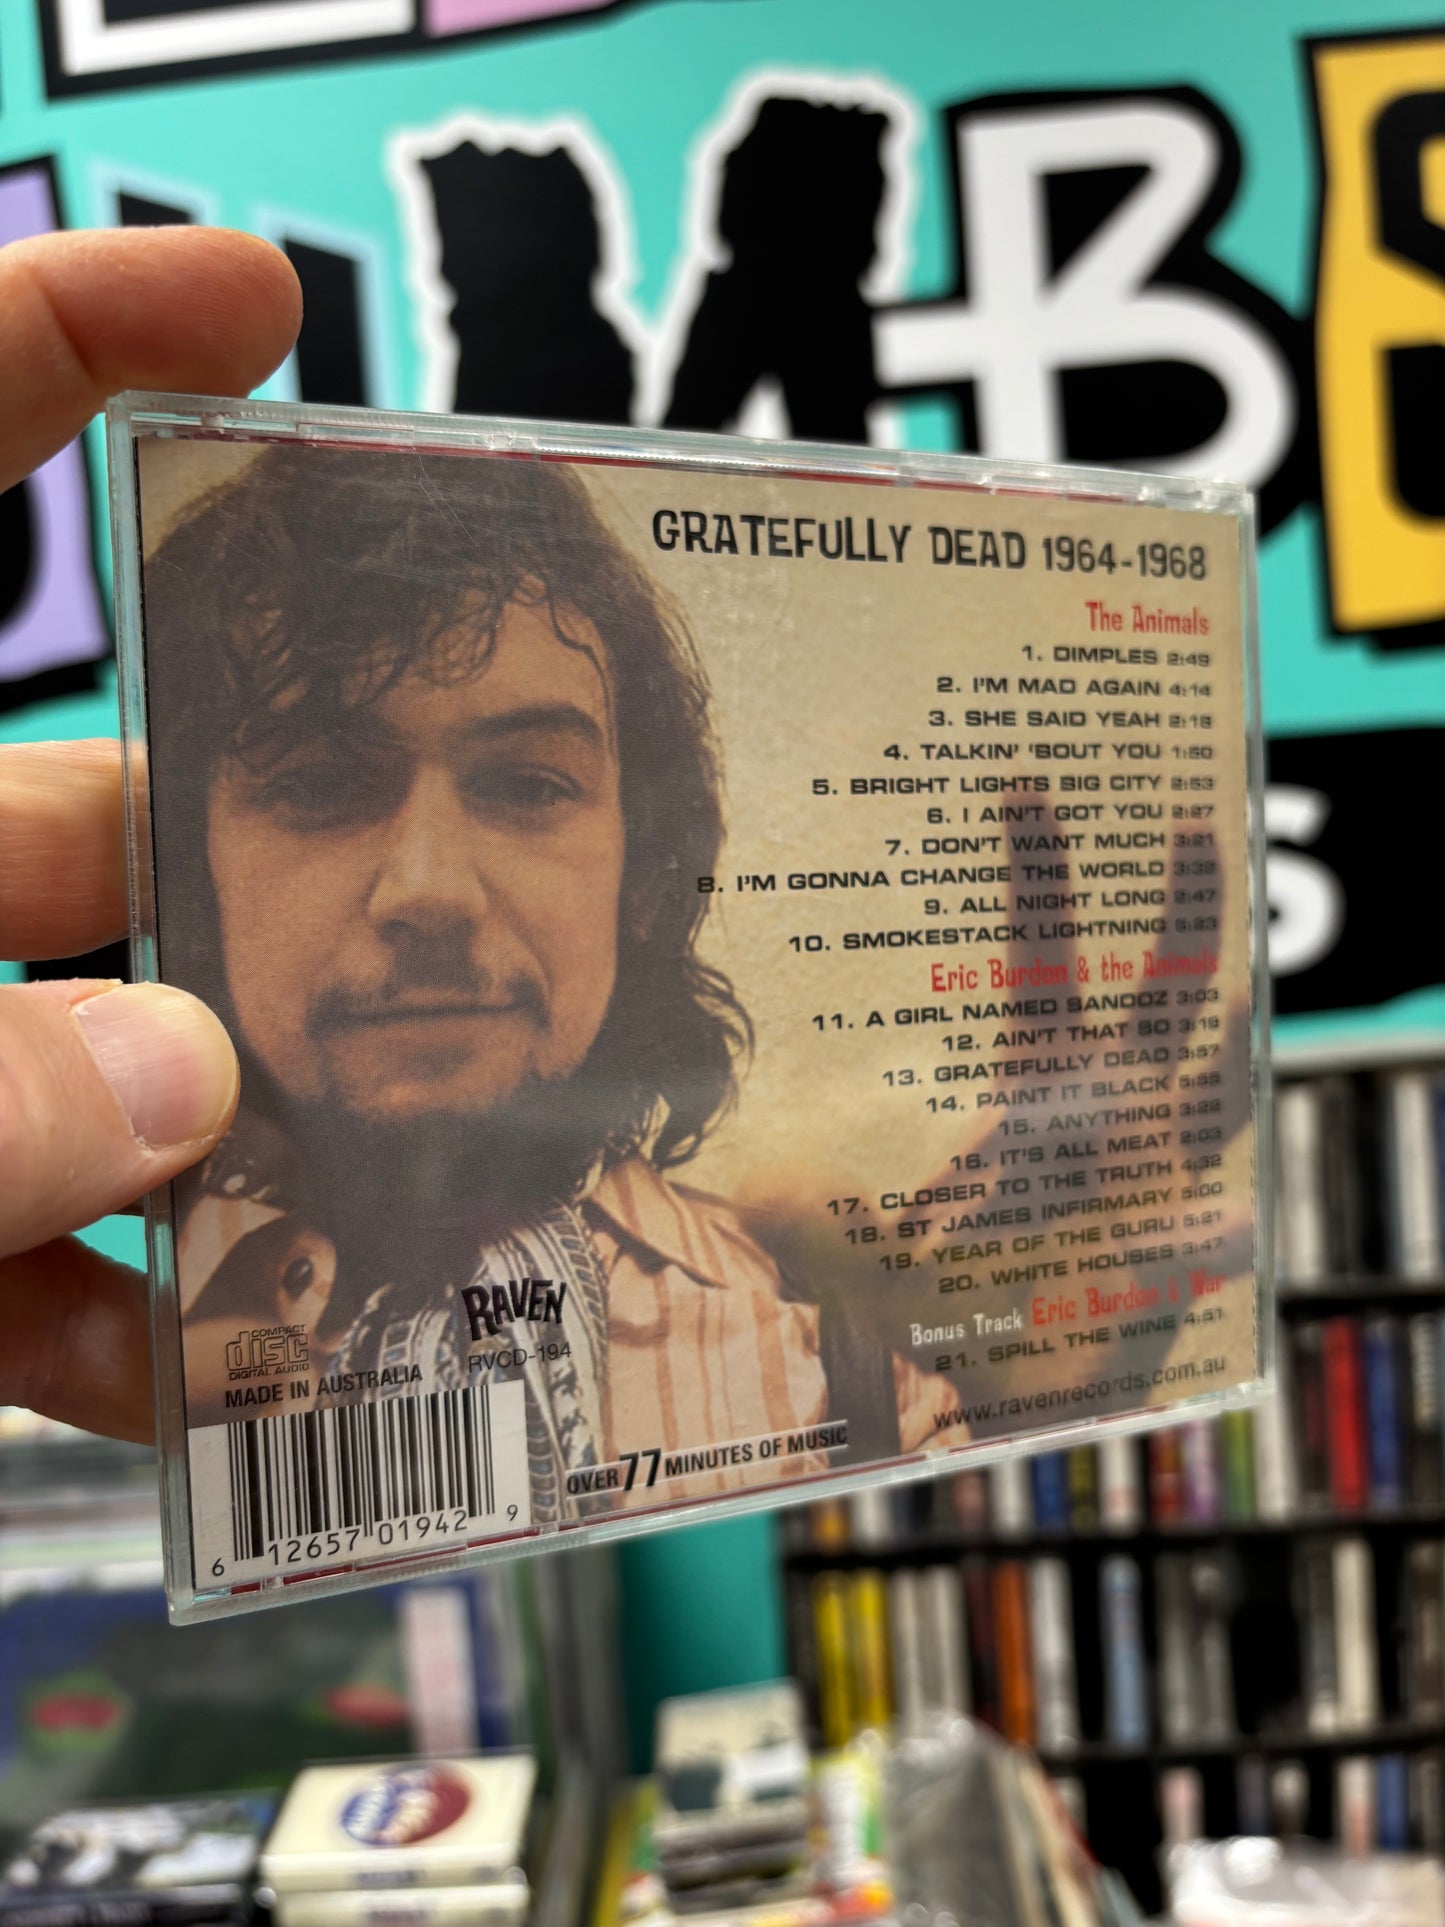 GRATEFULLY DEAD 1964-1968
The Animals
1. DIMPLES 2:49
2. I'M MAD AGAIN 4:14
3. SHE SAID YEAH 2:18
4. TALKIN' 'BOUT YOU 1:50
5. BRIGHT LIGHTS BIG CITY 2:53
6. I AIN'T GOT YOU 2:27
7. DON'T WANT MUCH 3:21
8. I'M GONNA CHANGE THE WORLD 3:32
9. ALL NIGHT LONG 2:47
10. SMOKESTACK LIGHTNING 5:23
Eric Burdon & the Animals
11. A GIRL NAMED SANDOZ 3:03
12. AIN'T THAT SO 3:19
13. GRATEFULLY DEAD 3:57
14. PAINT IT BLACK 5:55
15. ANYTHING 3:22
16. IT'S ALL MEAT 2:03
17. CLOSER TO THE TRUTH 4:32
18. ST JAMES INFIRMARY 5:00
19. YEAR OF THE GURU 5:21
20. WHITE HOUSES 3:47
Bonus Track Eric Burdon & War
21. SPILL THE WINE 4:51
www.ravenrecords.com.au
RAVEN
RVCD-194
COMPACT
disc
DIGITAL AUDIO
MADE IN AUSTRALIA
OVER 77 MINUTES OF MUSIC
6 12657 01942 9